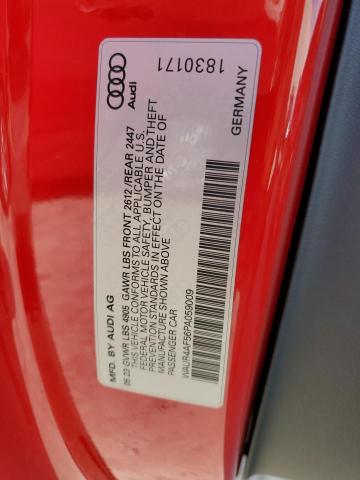 Audi
1830171
GERMANY
MFD. BY AUDI AG
05 23 GVWR LBS 4905 GAWR LBS FRONT 2612 /REAR 2447
THIS VEHICLE CONFORMS TO ALL APPLICABLE U.S.
FEDERAL MOTOR VEHICLE SAFETY, BUMPER AND THEFT
PREVENTION STANDARDS IN EFFECT ON THE DATE OF
MANUFACTURE SHOWN ABOVE
PASSENGER CAR
WAUR4AF56PA059009